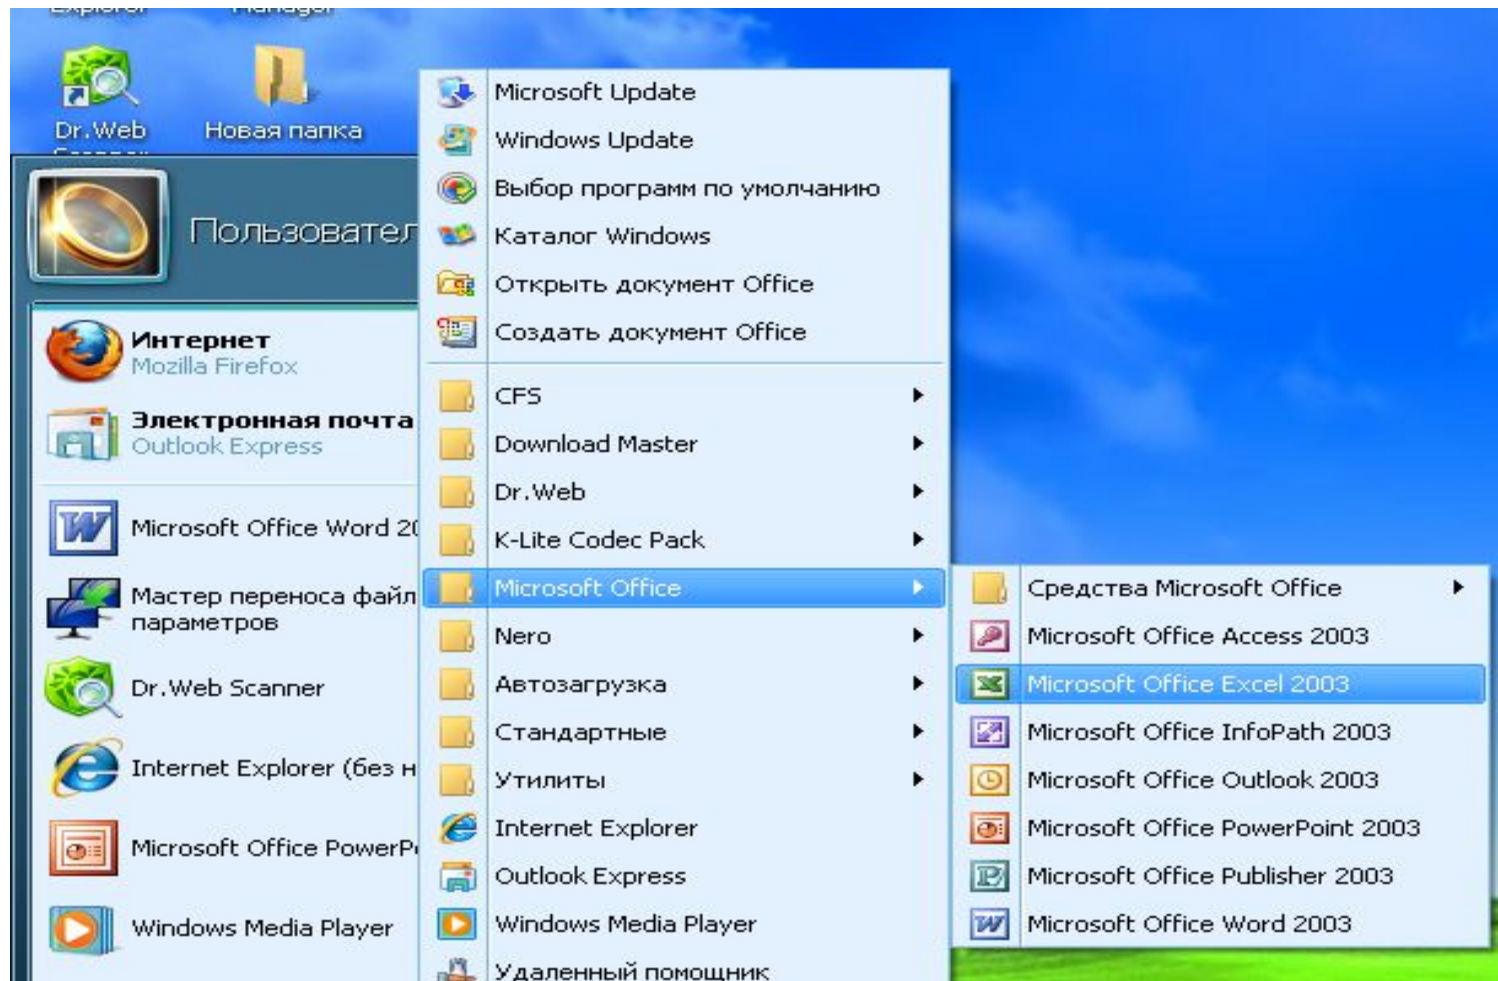 Explorer
Manager
Dr.Web
Новая папка
Scanner
Пользовател
Интернет
Mozilla Firefox
Электронная почта
Outlook Express
Microsoft Office Word 20
Мастер переноса файл
параметров
Dr.Web Scanner
Internet Explorer (без н
Microsoft Office PowerP
Windows Media Player
Microsoft Update
Windows Update
Выбор программ по умолчанию
Каталог Windows
Открыть документ Office
Создать документ Office
CFS
Download Master
Dr.Web
K-Lite Codec Pack
Microsoft Office
Nero
Автозагрузка
Стандартные
Утилиты
Internet Explorer
Outlook Express
Windows Media Player
Удаленный помощник
Средства Microsoft Office
Microsoft Office Access 2003
Microsoft Office Excel 2003
Microsoft Office InfoPath 2003
Microsoft Office Outlook 2003
Microsoft Office PowerPoint 2003
Microsoft Office Publisher 2003
Microsoft Office Word 2003